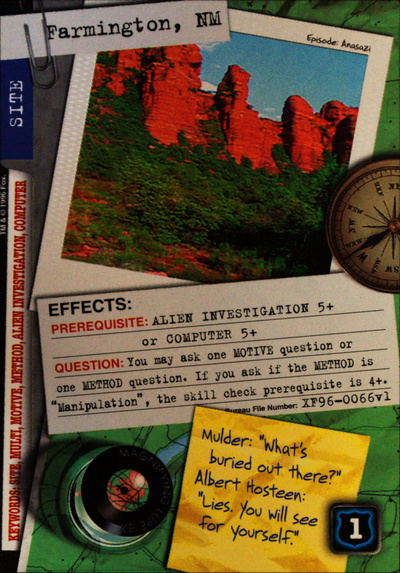 Farmington, NM
Episode: Anasazi
SITE
TM & © 1996 Fox.
KEYWORDS: SITE, MULTI, MOTIVE, METHOD, ALIEN INVESTIGATION, COMPUTER
EFFECTS:
PREREQUISITE: ALIEN INVESTIGATION 5+
or COMPUTER 5+
QUESTION: You may ask one MOTIVE question or
one METHOD question. If you ask if the METHOD is
"Manipulation", the skill check prerequisite is 4+.
Bureau File Number: XF96-0066v1
Mulder: "What's
buried out there?"
Albert Hosteen:
"Lies. You will see
for yourself."
MAGNIFYING LUPE 8X
1